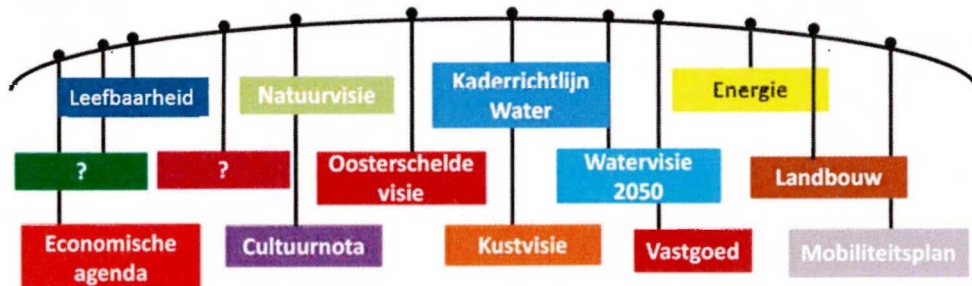 Leefbaarheid
Natuurvisie
Kaderrichtlijn
Water
Energie
?
?
Oosterschelde
visie
Watervisie
2050
Landbouw
Economische
agenda
Cultuurnota
Kustvisie
Vastgoed
Mobiliteitsplan